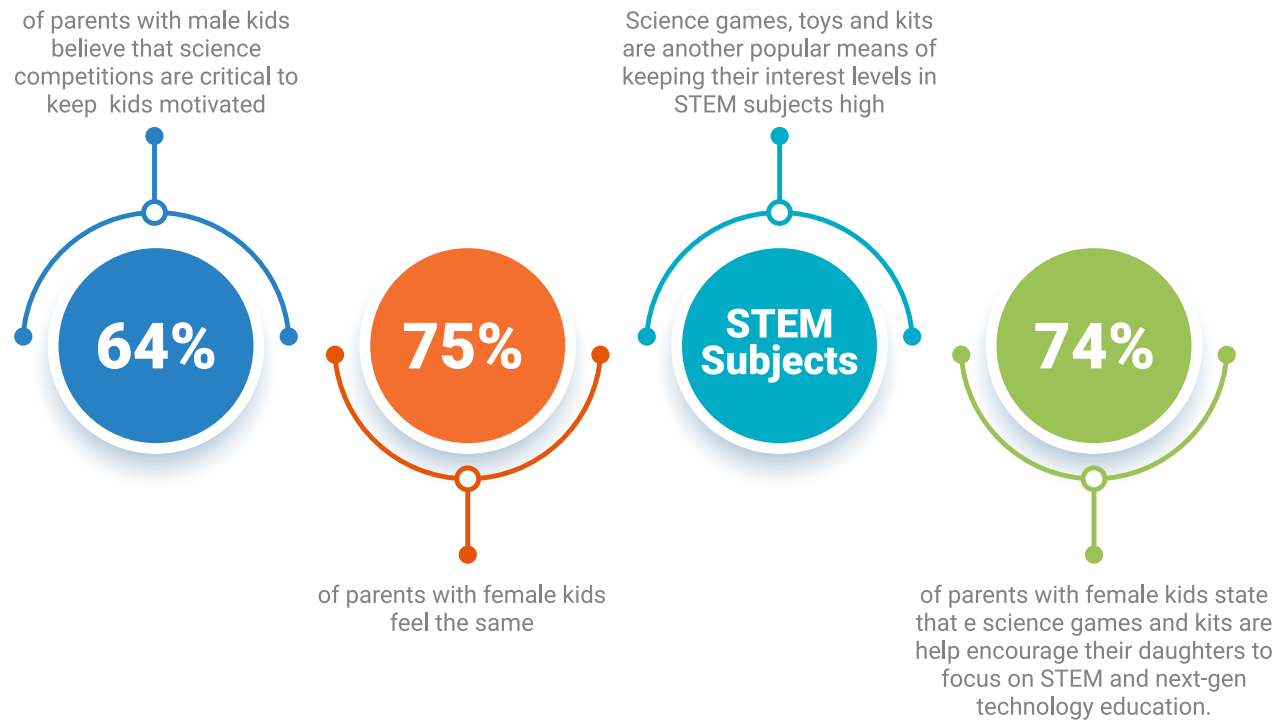 of parents with male kids
believe that science
competitions are critical to
keep kids motivated
64%
75%
of parents with female kids
feel the same
Science games, toys and kits
are another popular means of
keeping their interest levels in
STEM subjects high
STEM
Subjects
74%
of parents with female kids state
that e science games and kits are
help encourage their daughters to
focus on STEM and next-gen
technology education.